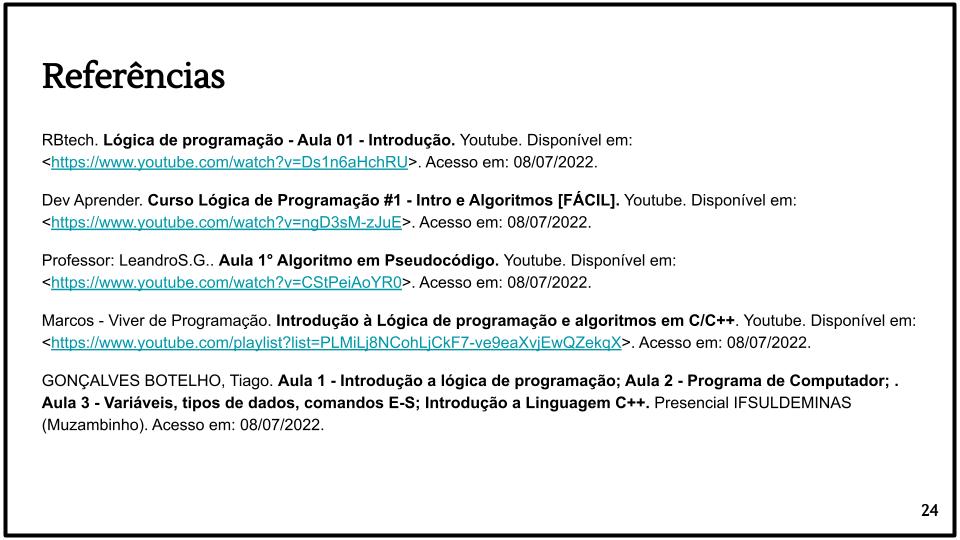 Referências
RBtech. Lógica de programação - Aula 01 - Introdução. Youtube. Disponível em:
<https://www.youtube.com/watch?v=Ds1n6aHchRU>. Acesso em: 08/07/2022.
Dev Aprender. Curso Lógica de Programação #1 - Intro e Algoritmos [FÁCIL]. Youtube. Disponível em:
<https://www.youtube.com/watch?v=ngD3sM-zJuE>. Acesso em: 08/07/2022.
Professor: LeandroS.G.. Aula 1° Algoritmo em Pseudocódigo. Youtube. Disponível em:
<https://www.youtube.com/watch?v=CStPeiAoYR0>. Acesso em: 08/07/2022.
Marcos - Viver de Programação. Introdução à Lógica de programação e algoritmos em C/C++. Youtube. Disponível em:
<https://www.youtube.com/playlist?list=PLMiLj8NCohLjCkF7-ve9eaXvjEwQZekqX>. Acesso em: 08/07/2022.
GONÇALVES BOTELHO, Tiago. Aula 1 - Introdução a lógica de programação; Aula 2 - Programa de Computador; .
Aula 3 - Variáveis, tipos de dados, comandos E-S; Introdução a Linguagem C++. Presencial IFSULDEMINAS
(Muzambinho). Acesso em: 08/07/2022.
24